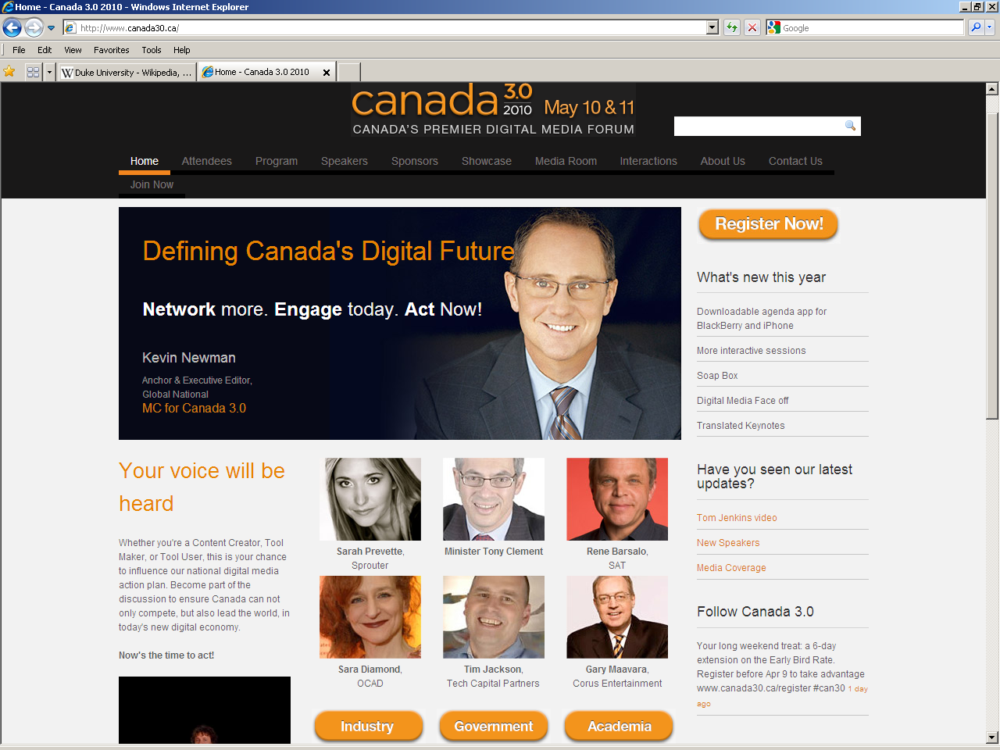 Home - Canada 3.0 2010 - Windows Internet Explorer
http://www.canada30.ca/
Google
File Edit View Favorites Tools Help
Duke University - Wikipedia, ...
Home - Canada 3.0 2010
canada 3.0 2010 May 10 & 11
CANADA'S PREMIER DIGITAL MEDIA FORUM
Home Attendees Program Speakers Sponsors Showcase Media Room Interactions About Us Contact Us
Join Now
Defining Canada's Digital Future
Network more. Engage today. Act Now!
Kevin Newman
Anchor & Executive Editor,
Global National
MC for Canada 3.0
Register Now!
What's new this year
Downloadable agenda app for
BlackBerry and iPhone
More interactive sessions
Soap Box
Digital Media Face off
Translated Keynotes
Your voice will be
heard
Whether you're a Content Creator, Tool
Maker, or Tool User, this is your chance
to influence our national digital media
action plan. Become part of the
discussion to ensure Canada can not
only compete, but also lead the world, in
today's new digital economy.
Now's the time to act!
Sarah Prevette,
Sprouter
Minister Tony Clement
Rene Barsalo,
SAT
Sara Diamond,
OCAD
Tim Jackson,
Tech Capital Partners
Gary Maavara,
Corus Entertainment
Industry
Government
Academia
Have you seen our latest
updates?
Tom Jenkins video
New Speakers
Media Coverage
Follow Canada 3.0
Your long weekend treat: a 6-day
extension on the Early Bird Rate.
Register before Apr 9 to take advantage
www.canada30.ca/register #can30 1 day
ago